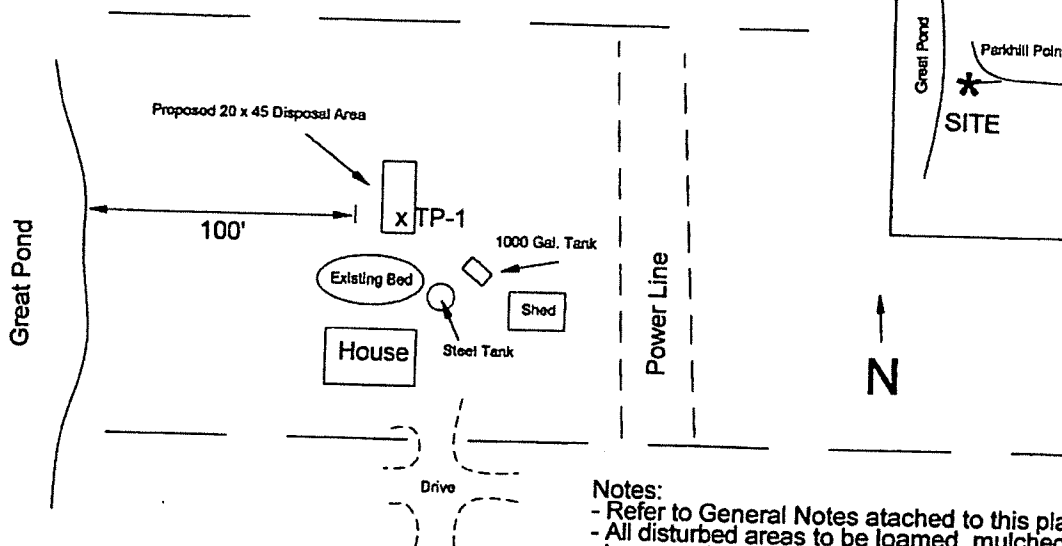 Great Pond
Parkhill Poin
*
SITE
Proposed 20 x 45 Disposal Area
100'
x TP-1
1000 Gal. Tank
Existing Bed
Shed
House
Steel Tank
Great Pond
Power Line
N
Drive
Notes:
- Refer to General Notes atached to this pla
- All disturbed areas to be loamed, mulched